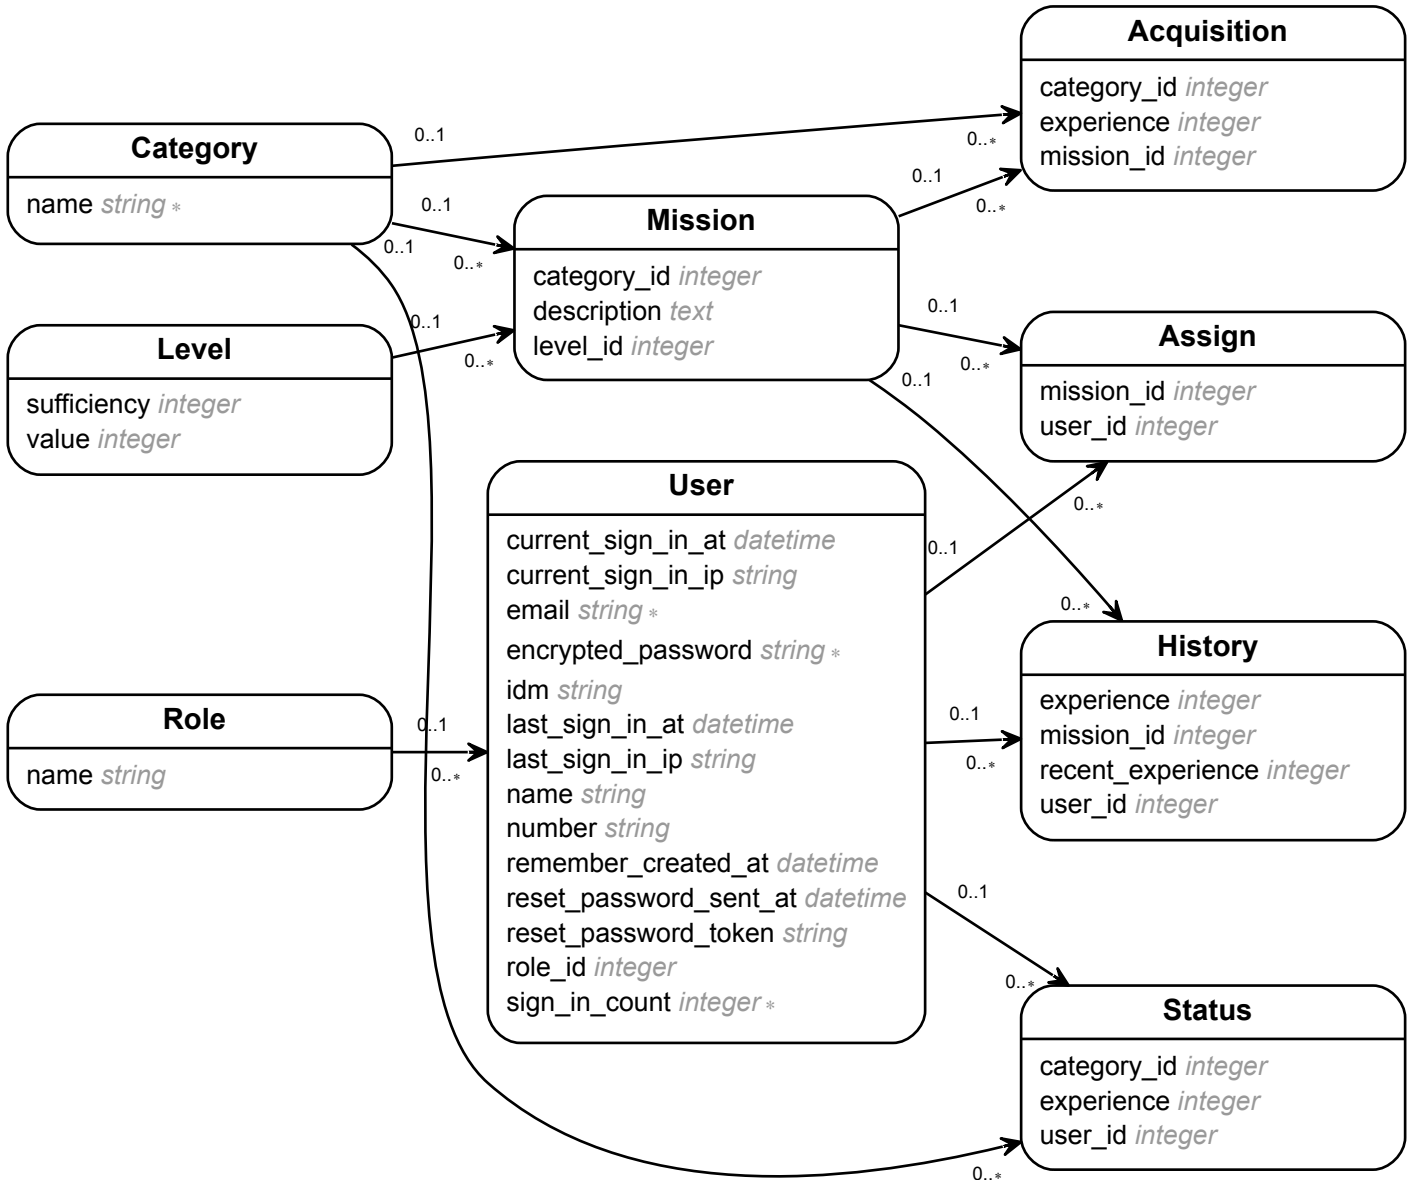 Acquisition
category_id integer
experience integer
mission_id integer
Category
name string *
0..1
0..*
0..1
0..*
0..1
Mission
category_id integer
description text
level_id integer
0..1
0..*
Level
sufficiency integer
value integer
0..1
0..*
0..1
0..*
0..1
Assign
mission_id integer
user_id integer
0..*
0..1
0..*
User
current_sign_in_at datetime
current_sign_in_ip string
email string *
encrypted_password string *
idm string
last_sign_in_at datetime
last_sign_in_ip string
name string
number string
remember_created_at datetime
reset_password_sent_at datetime
reset_password_token string
role_id integer
sign_in_count integer *
Role
name string
0..1
0..*
History
experience integer
mission_id integer
recent_experience integer
user_id integer
0..1
0..*
0..1
0..*
Status
category_id integer
experience integer
user_id integer
0..*